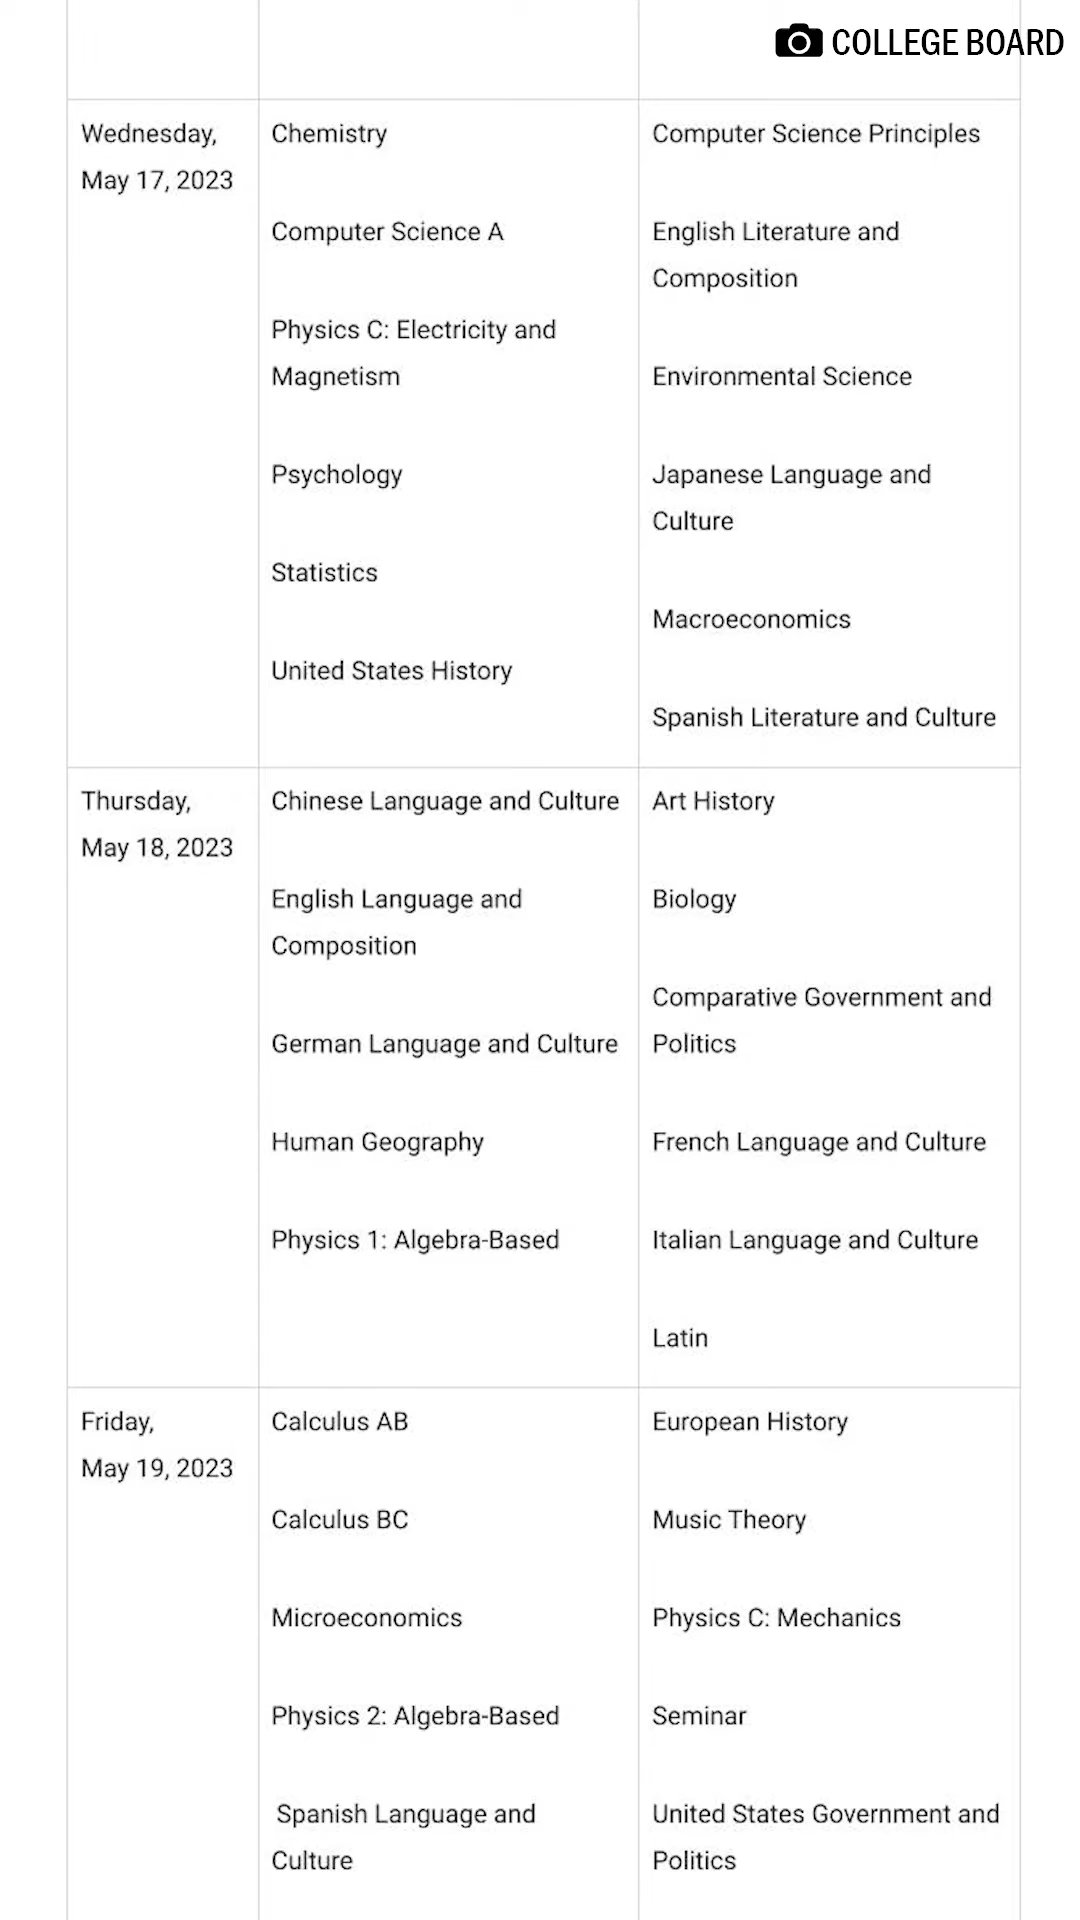 COLLEGE BOARD
Wednesday,
May 17, 2023
Chemistry
Computer Science A
Physics C: Electricity and
Magnetism
Psychology
Statistics
United States History
Computer Science Principles
English Literature and
Composition
Environmental Science
Japanese Language and
Culture
Macroeconomics
Spanish Literature and Culture
Thursday,
May 18, 2023
Chinese Language and Culture
English Language and
Composition
German Language and Culture
Human Geography
Physics 1: Algebra-Based
Art History
Biology
Comparative Government and
Politics
French Language and Culture
Italian Language and Culture
Latin
Friday,
May 19, 2023
Calculus AB
Calculus BC
Microeconomics
Physics 2: Algebra-Based
Spanish Language and
Culture
European History
Music Theory
Physics C: Mechanics
Seminar
United States Government and
Politics